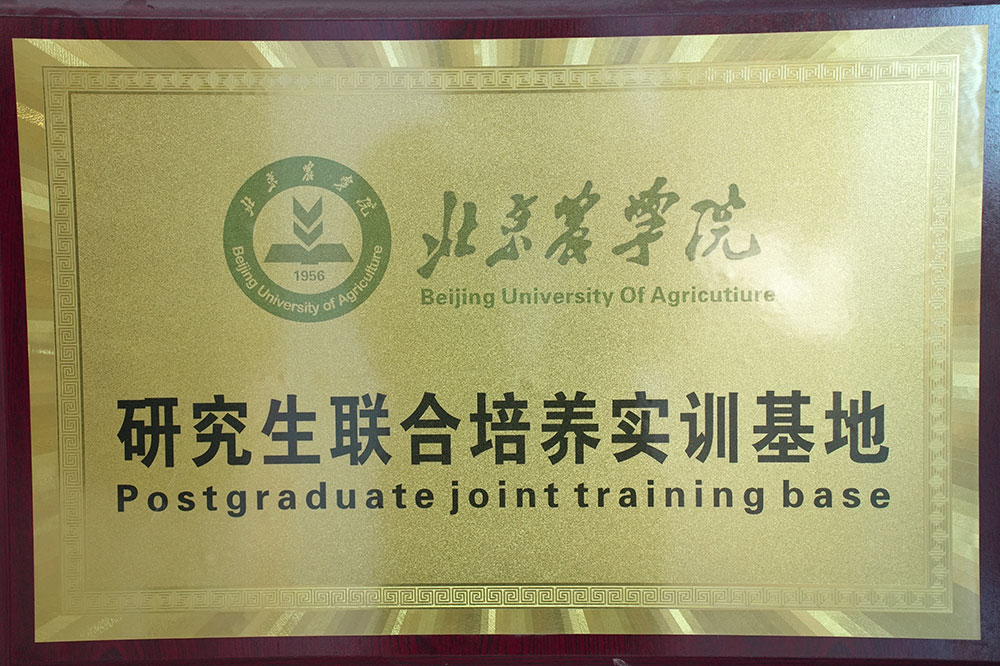 北京农学院
Beijing University of Agriculture
1956
北京農学院
Beijing University Of Agricutiure
研究生联合培养实训基地
Postgraduate joint training base